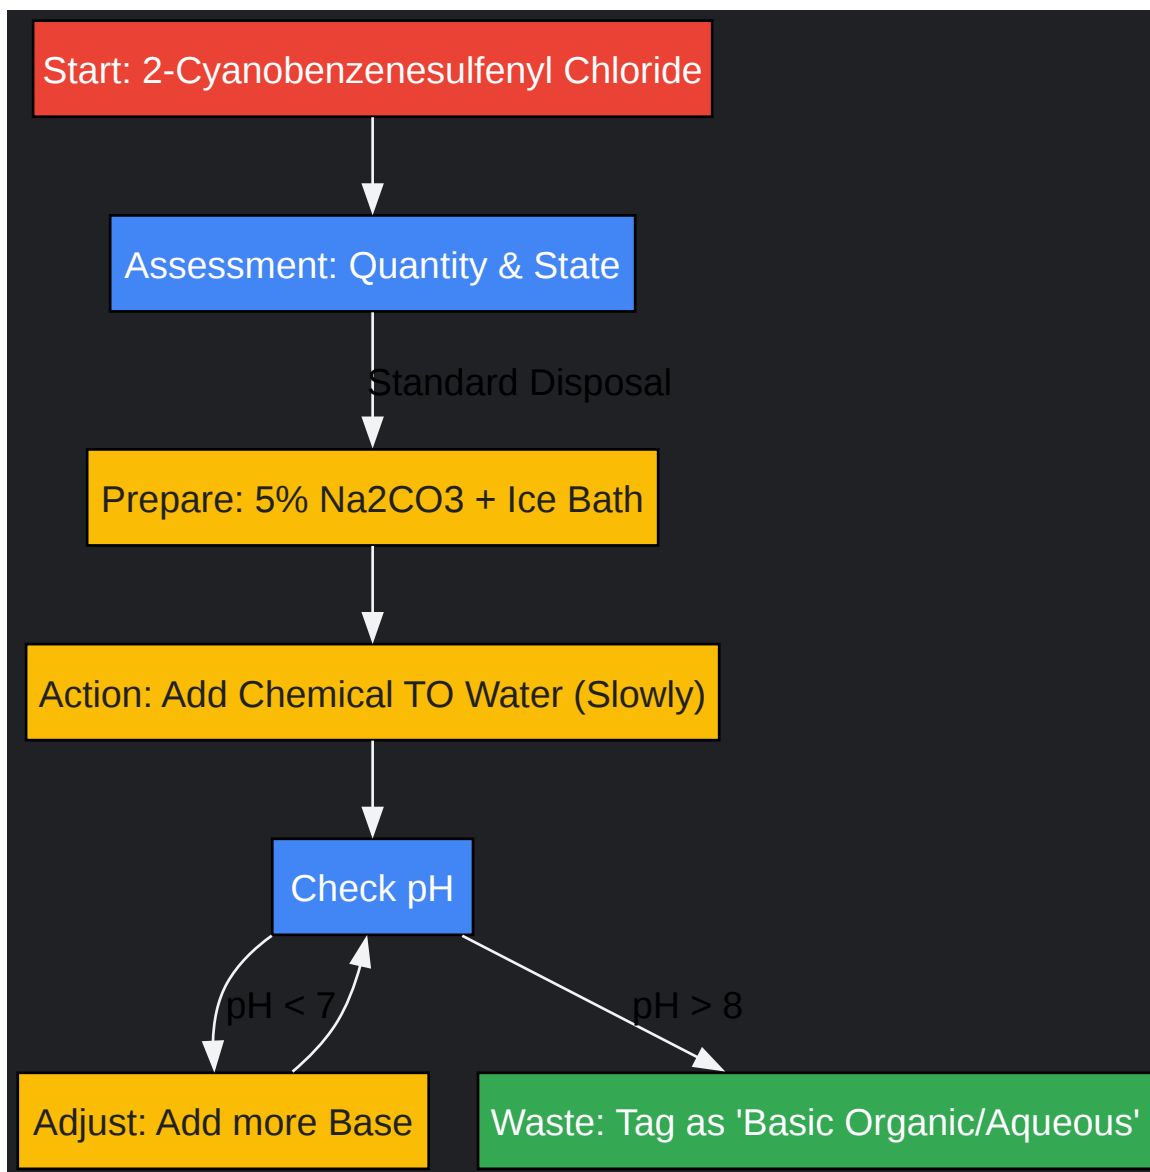 Start: 2-Cyanobenzenesulfenyl Chloride
Assessment: Quantity & State
Standard Disposal
Prepare: 5% Na2CO3 + Ice Bath
Action: Add Chemical TO Water (Slowly)
Check pH
pH < 7
pH > 8
Adjust: Add more Base
Waste: Tag as 'Basic Organic/Aqueous'